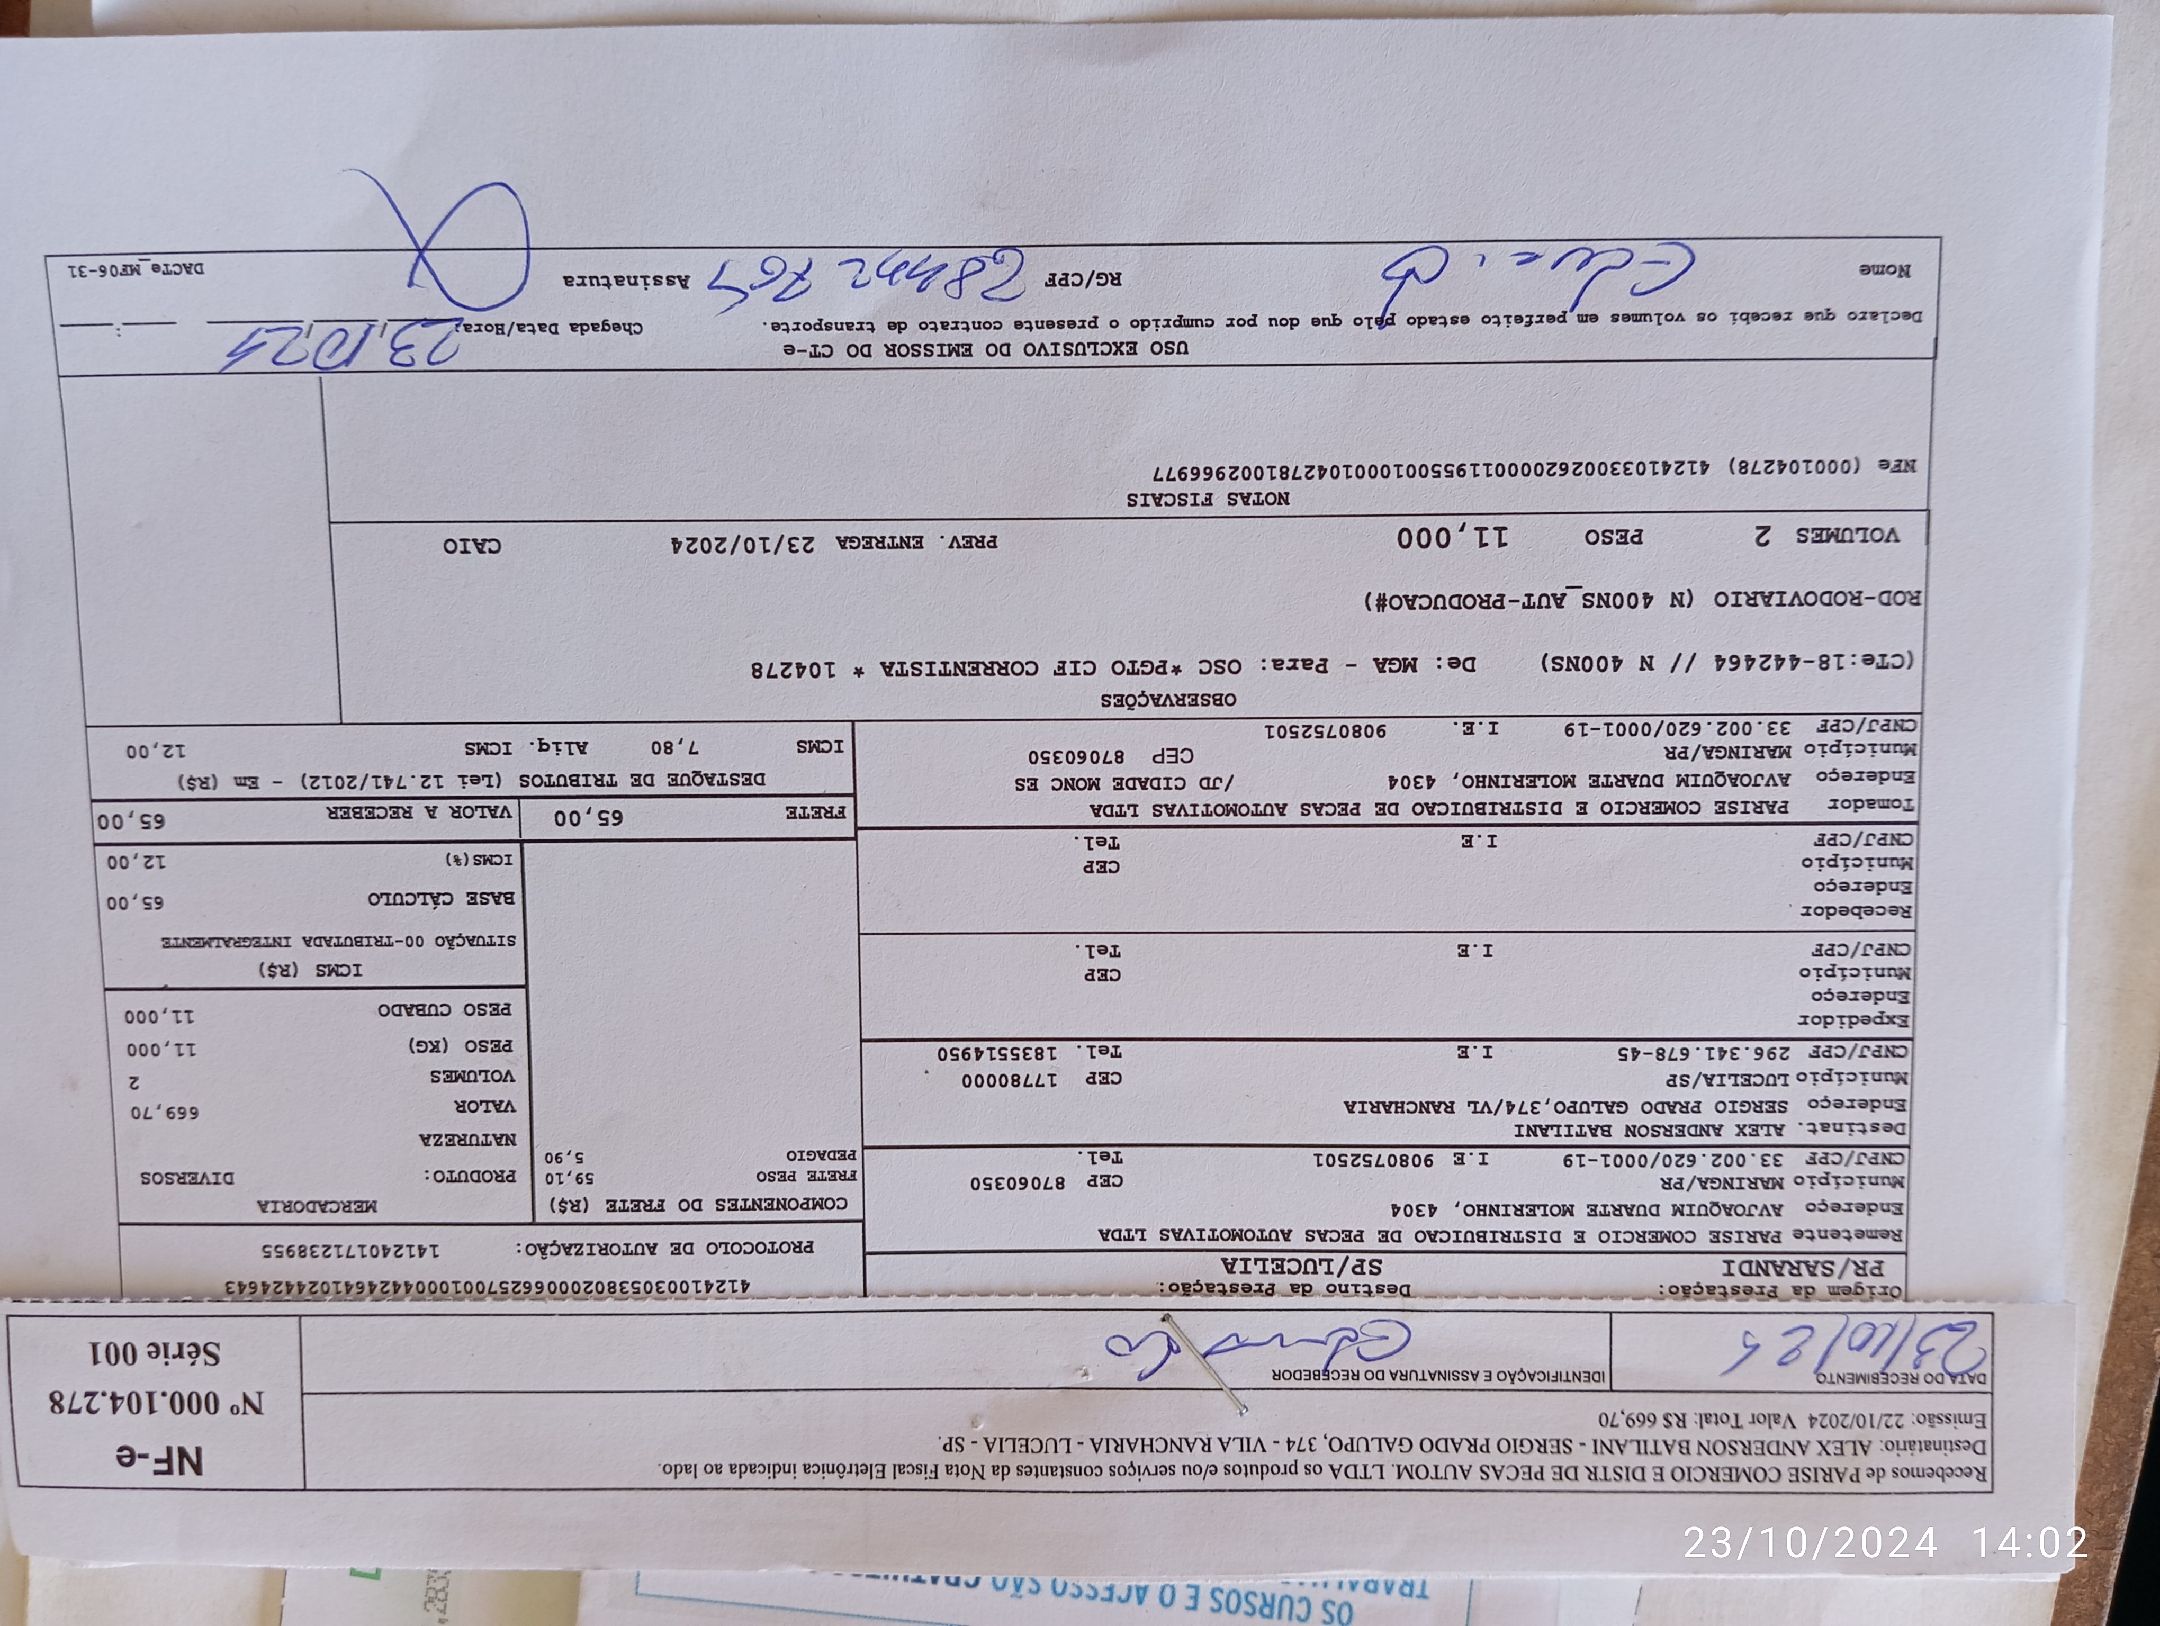 OS CURSOS E O ACESSO SÃO
Recebemos de PARISE COMERCIO E DISTR DE PECAS AUTOM. LTDA os produtos e/ou serviços constantes da Nota Fiscal Eletrônica indicada ao lado.
Destinatário: ALEX ANDERSON BATILANI - SERGIO PRADO GALUPO, 374 - VILA RANCHARIA - LUCELIA - SP.
Emissão: 22/10/2024 Valor Total: R$ 669,70
DATA DO RECEBIMENTO
23/10/24
IDENTIFICAÇÃO E ASSINATURA DO RECEBEDOR
NF-e
Nº 000.104.278
Série 001
Origem da Prestação:
PR/SARANDI
Destino da Prestação:
SP/LUCELIA
41241003053802000662570010004424641024424643
PROTOCOLO DE AUTORIZAÇÃO: 141240171238955
Remetente PARISE COMERCIO E DISTRIBUICAO DE PECAS AUTOMOTIVAS LTDA
Endereço AVJOAQUIM DUARTE MOLERINHO, 4304
Município MARINGA/PR CEP 87060350
CNPJ/CPF 33.002.620/0001-19 I.E 9080752501 Tel.
Destinat. ALEX ANDERSON BATILANI
Endereço SERGIO PRADO GALUPO,374/VL RANCHARIA
Município LUCELIA/SP CEP 17780000
CNPJ/CPF 296.341.678-45 I.E Tel. 1835514950
Expedidor
Endereço
Município CEP
CNPJ/CPF I.E Tel.
Recebedor
Endereço
Município CEP
CNPJ/CPF I.E Tel.
Tomador PARISE COMERCIO E DISTRIBUICAO DE PECAS AUTOMOTIVAS LTDA
Endereço AVJOAQUIM DUARTE MOLERINHO, 4304 /JD CIDADE MONC ES
Município MARINGA/PR CEP 87060350
CNPJ/CPF 33.002.620/0001-19 I.E. 9080752501
COMPONENTES DO FRETE (R$)
FRETE PESO 59,10
PEDAGIO 5,90
MERCADORIA
PRODUTO: DIVERSOS
NATUREZA
VALOR 669,70
VOLUMES 2
PESO (KG) 11,000
PESO CUBADO 11,000
ICMS (R$)
SITUAÇÃO 00-TRIBUTADA INTEGRALMENTE
BASE CÁLCULO 65,00
ICMS(%) 12,00
FRETE 65,00
VALOR A RECEBER 65,00
DESTAQUE DE TRIBUTOS (Lei 12.741/2012) - Em (R$)
ICMS 7,80 Aliq. ICMS 12,00
OBSERVAÇÕES
(CTe:18-442464 // N 400NS) De: MGA - Para: OSC *PGTO CIF CORRENTISTA * 104278
ROD-RODOVIARIO (N 400NS_AUT-PRODUCAO#)
VOLUMES 2 PESO 11,000 PREV. ENTREGA 23/10/2024 CAIO
NOTAS FISCAIS
NFe (000104278) 41241033002620000119550010001042781002966977
USO EXCLUSIVO DO EMISSOR DO CT-e
Declaro que recebi os volumes em perfeito estado pelo que dou por cumprido o presente contrato de transporte.
Chegada Data/Hora: 23/10/24
Nome
RG/CPF
Assinatura
DACTe_MF06-31
23/10/2024 14:02